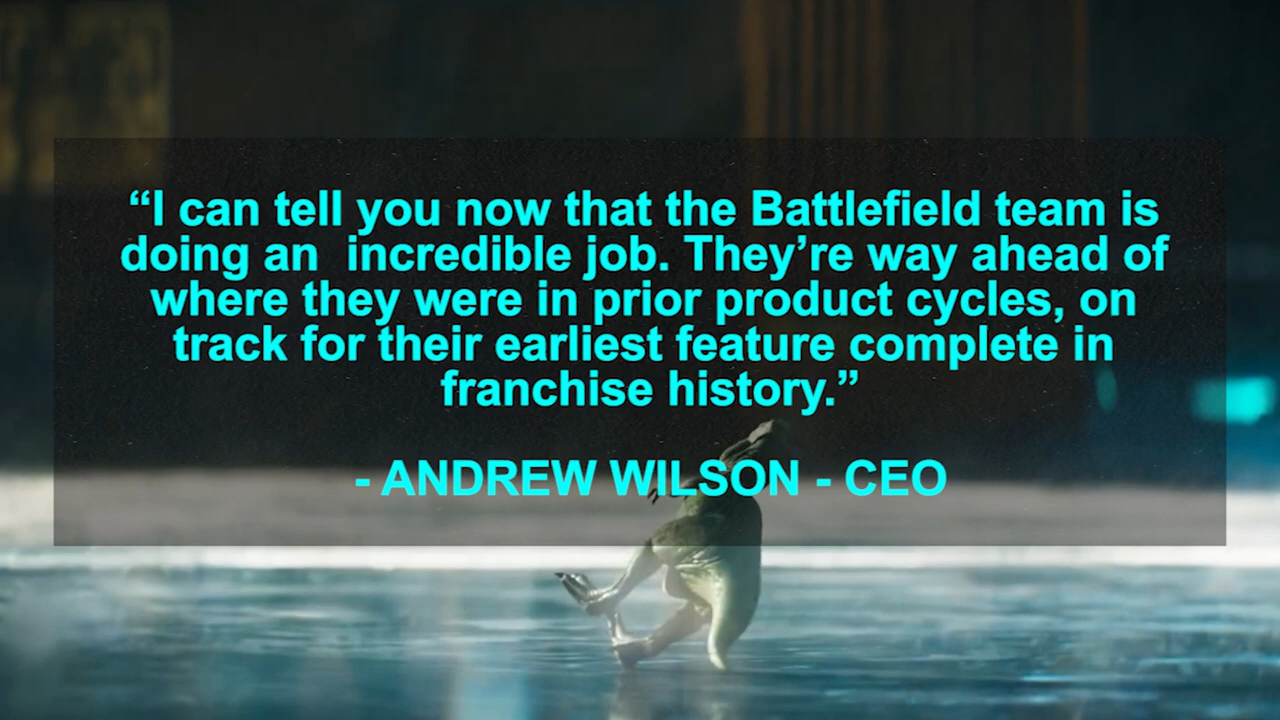 “I can tell you now that the Battlefield team is
doing an  incredible job. They’re way ahead of
where they were in prior product cycles, on
track for their earliest feature complete in
franchise history.”
- ANDREW WILSON - CEO